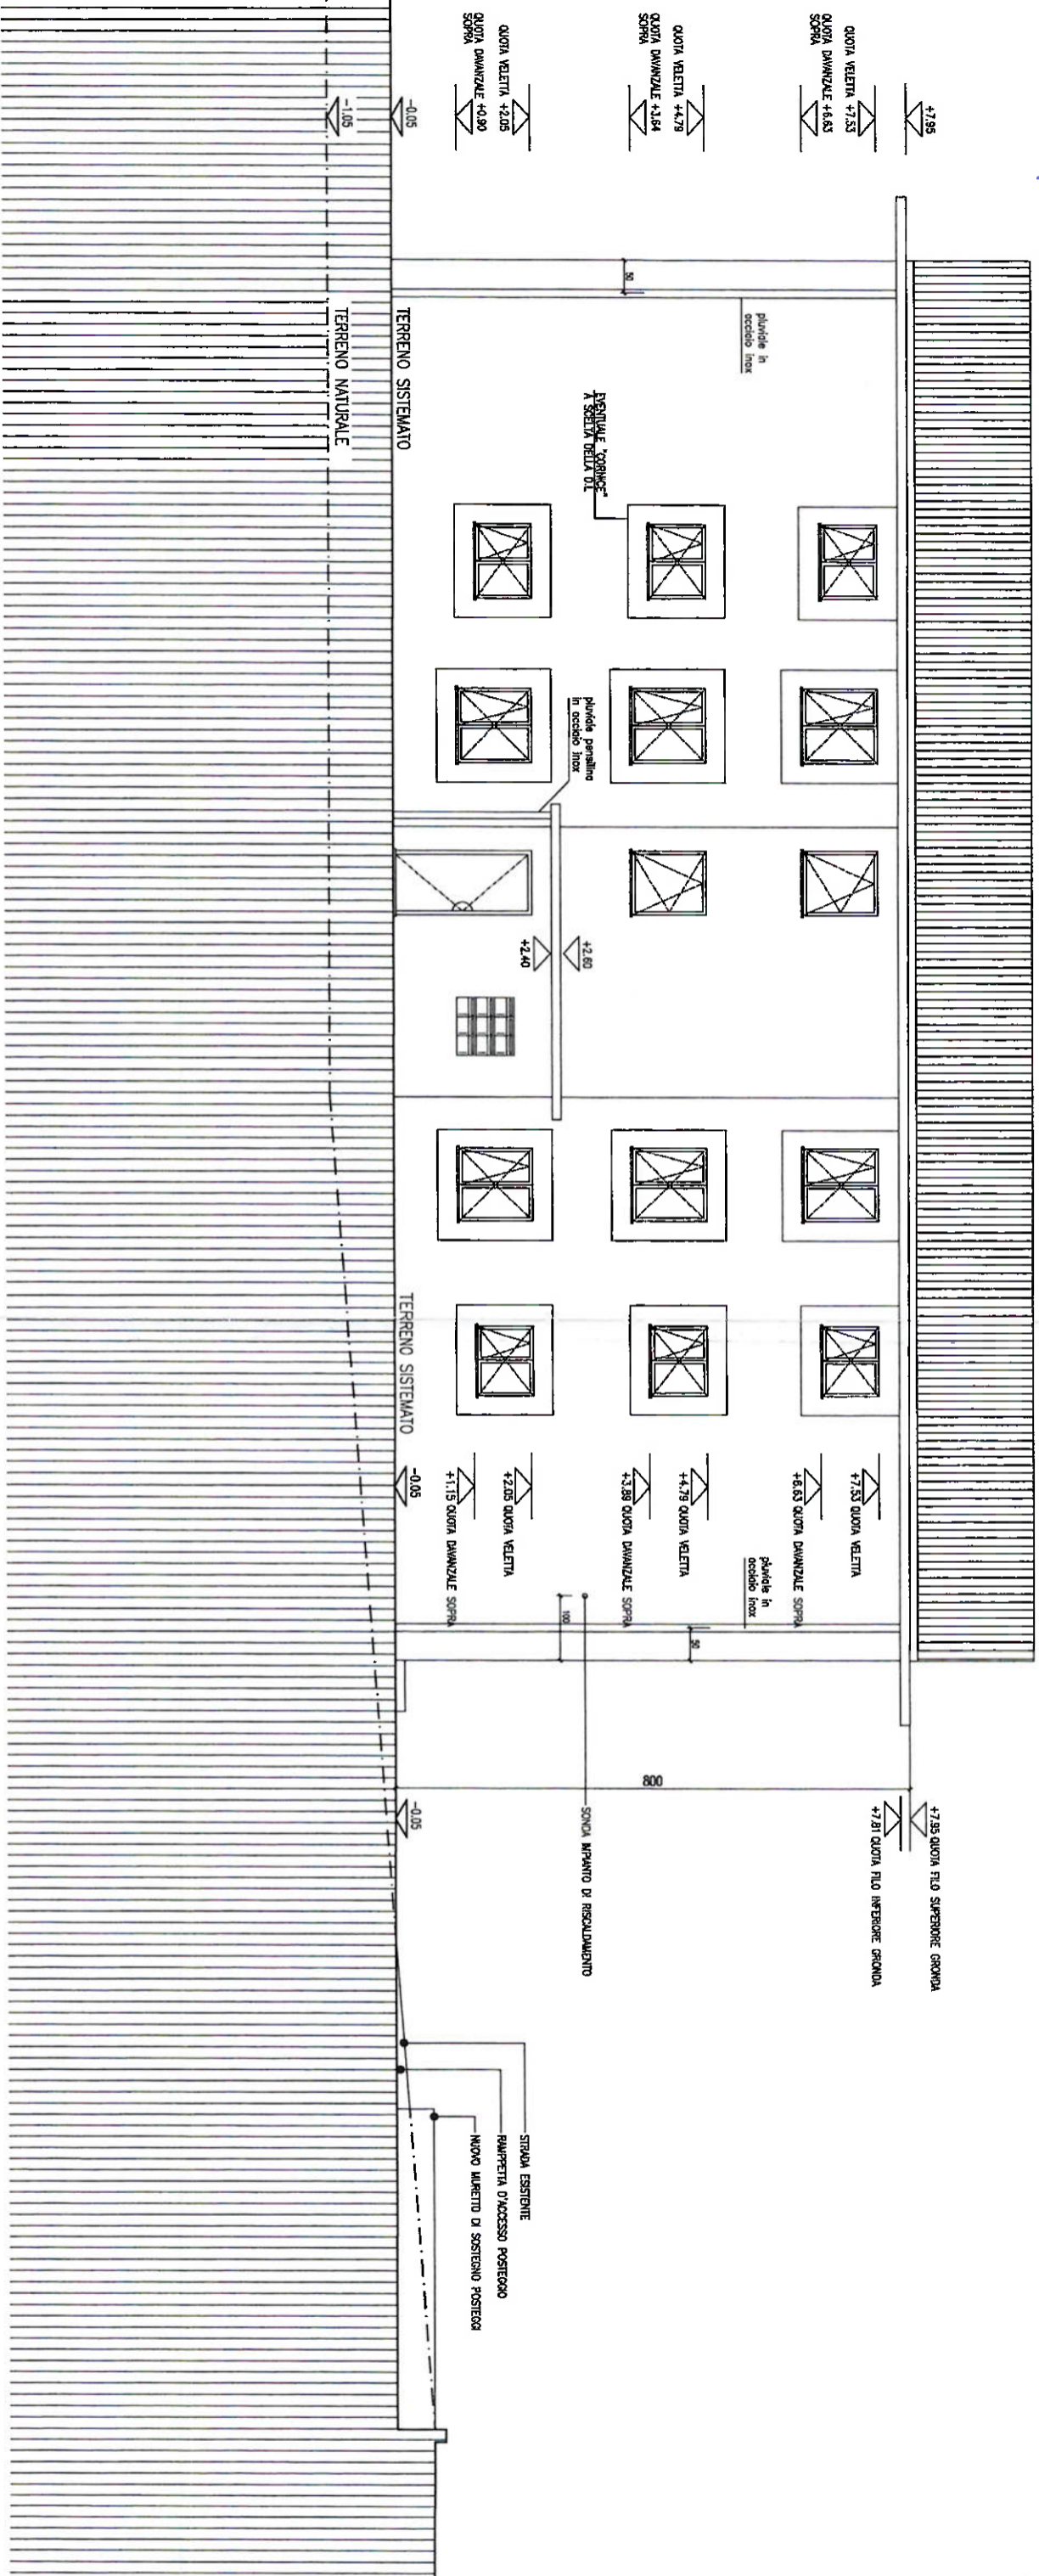 +7.95
QUOTA VELETTA +7.53
QUOTA DAVANZALE +6.63
SOPRA
QUOTA VELETTA +4.79
QUOTA DAVANZALE +3.64
SOPRA
QUOTA VELETTA +2.05
QUOTA DAVANZALE +0.90
SOPRA
-0.05
-1.05
50
pluviale in
acciaio inox
EVENTUALE "CORNICE"
A SCELTA DELLA D.L
TERRENO SISTEMATO
TERRENO NATURALE
pluviale pensilina
in acciaio inox
+2.60
+2.40
TERRENO SISTEMATO
-0.05
+7.53 QUOTA VELETTA
+6.63 QUOTA DAVANZALE SOPRA
+4.79 QUOTA VELETTA
+3.89 QUOTA DAVANZALE SOPRA
+2.05 QUOTA VELETTA
+1.15 QUOTA DAVANZALE SOPRA
pluviale in
acciaio inox
50
100
800
+7.95 QUOTA FILO SUPERIORE GRONDA
+7.81 QUOTA FILO INFERIORE GRONDA
SONDA IMPIANTO DI RISCALDAMENTO
-0.05
STRADA ESISTENTE
RAMPPETTA D'ACCESSO POSTEGGIO
NUOVO MURETTO DI SOSTEGNO POSTEGGI